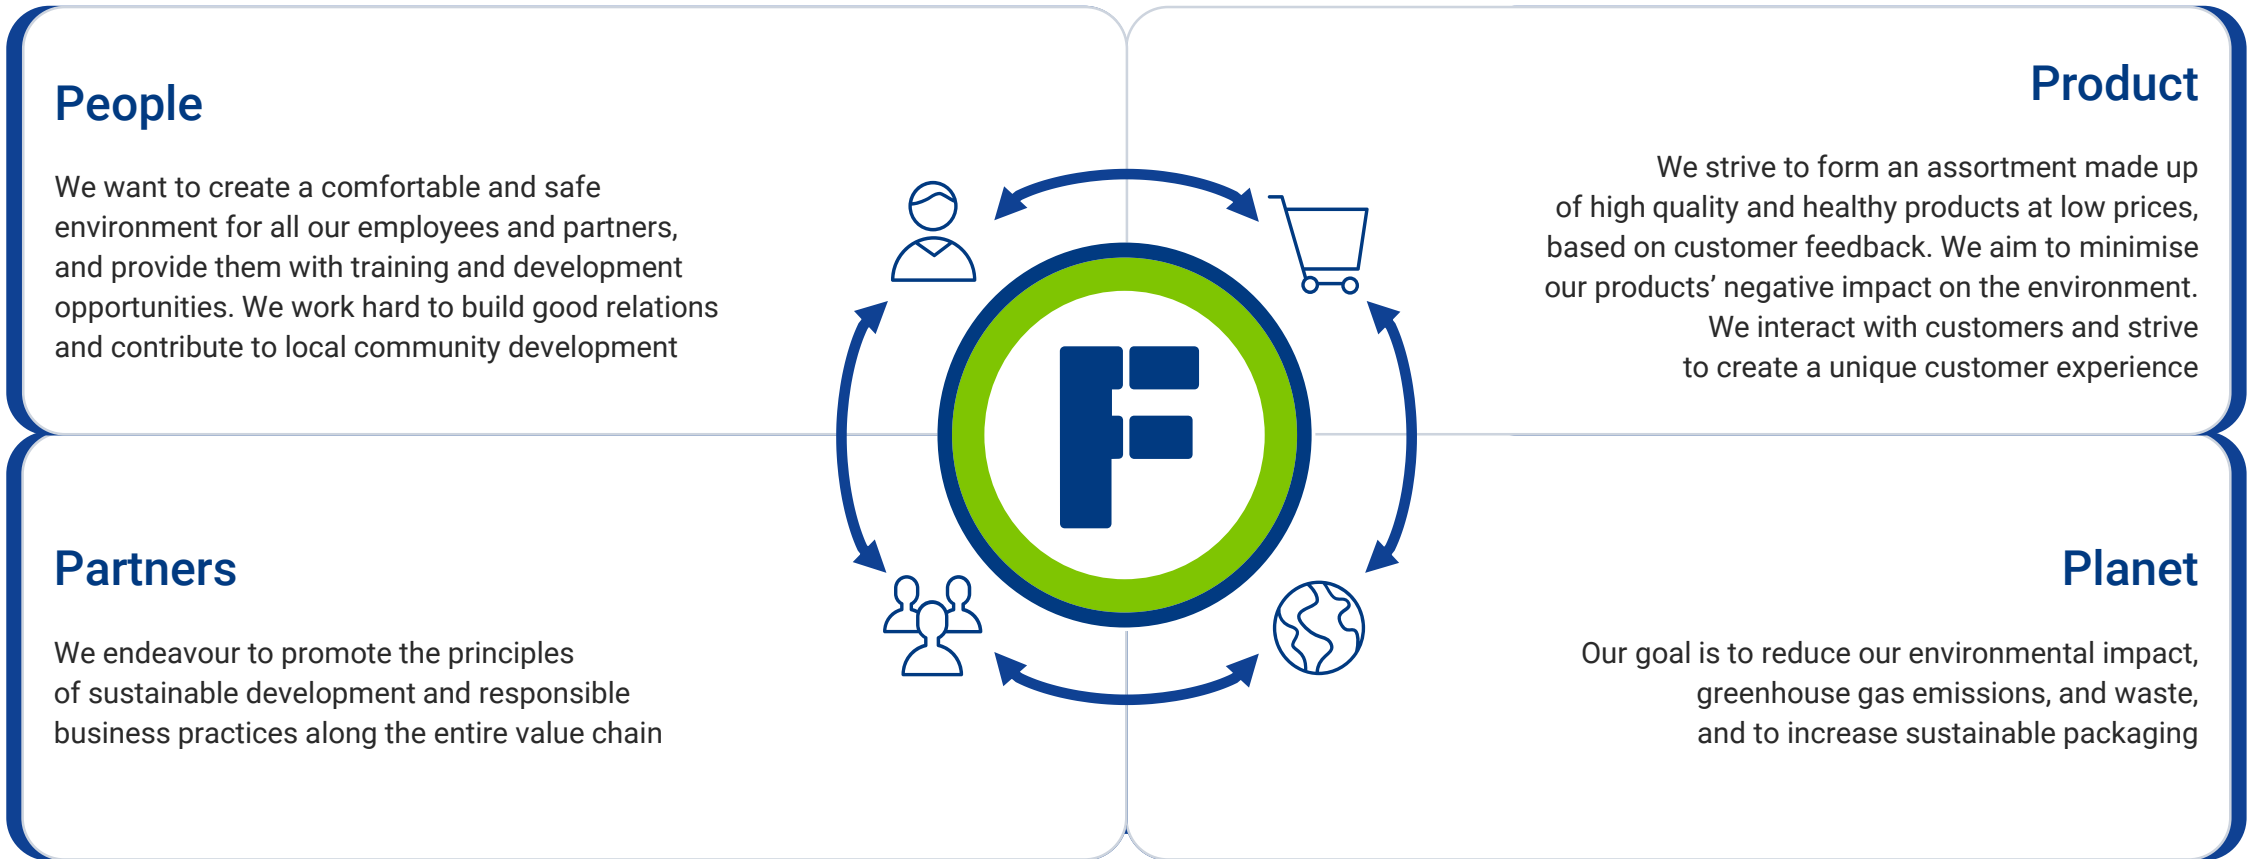 People
We want to create a comfortable and safe
environment for all our employees and partners,
and provide them with training and development
opportunities. We work hard to build good relations
and contribute to local community development
Product
We strive to form an assortment made up
of high quality and healthy products at low prices,
based on customer feedback. We aim to minimise
our products’ negative impact on the environment.
We interact with customers and strive
to create a unique customer experience
F
Partners
We endeavour to promote the principles
of sustainable development and responsible
business practices along the entire value chain
Planet
Our goal is to reduce our environmental impact,
greenhouse gas emissions, and waste,
and to increase sustainable packaging